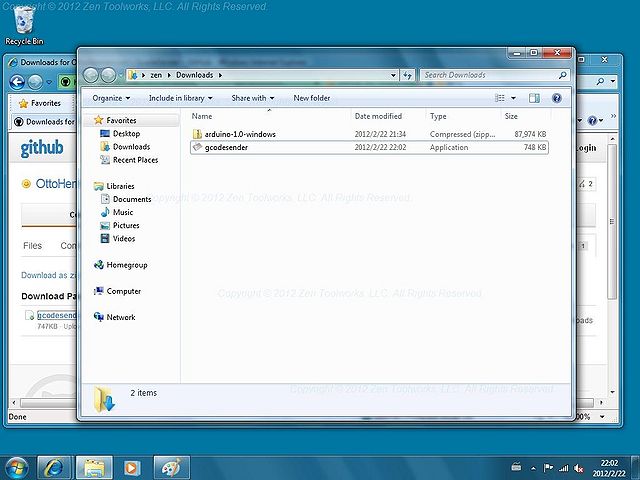 Copyright © 2012 Zen Toolworks, LLC. All Rights Reserved.
Recycle Bin
Downloads for O
zen Downloads
Search Downloads
Organize Include in library Share with New folder
Favorites
Downloads for
github
Login
OttoHen
2
Co
Files Com
1
Download as
Download Pa
gcodesende
747KB · Uplo
ads
Done
00%
Favorites
Desktop
Downloads
Recent Places
Libraries
Documents
Music
Pictures
Videos
Homegroup
Computer
Network
Name Date modified Type Size
arduino-1.0-windows 2012/2/22 21:34 Compressed (zipp... 87,974 KB
gcodesender 2012/2/22 22:02 Application 748 KB
Copyright © 2012 Zen Toolworks, LLC. All Rights Reserved.
Copyright © 2012 Zen Toolworks, LLC. All Rights Reserved.
Copyright © 2012 Zen Toolworks, LLC. All Rights Reserved.
2 items
22:02
2012/2/22